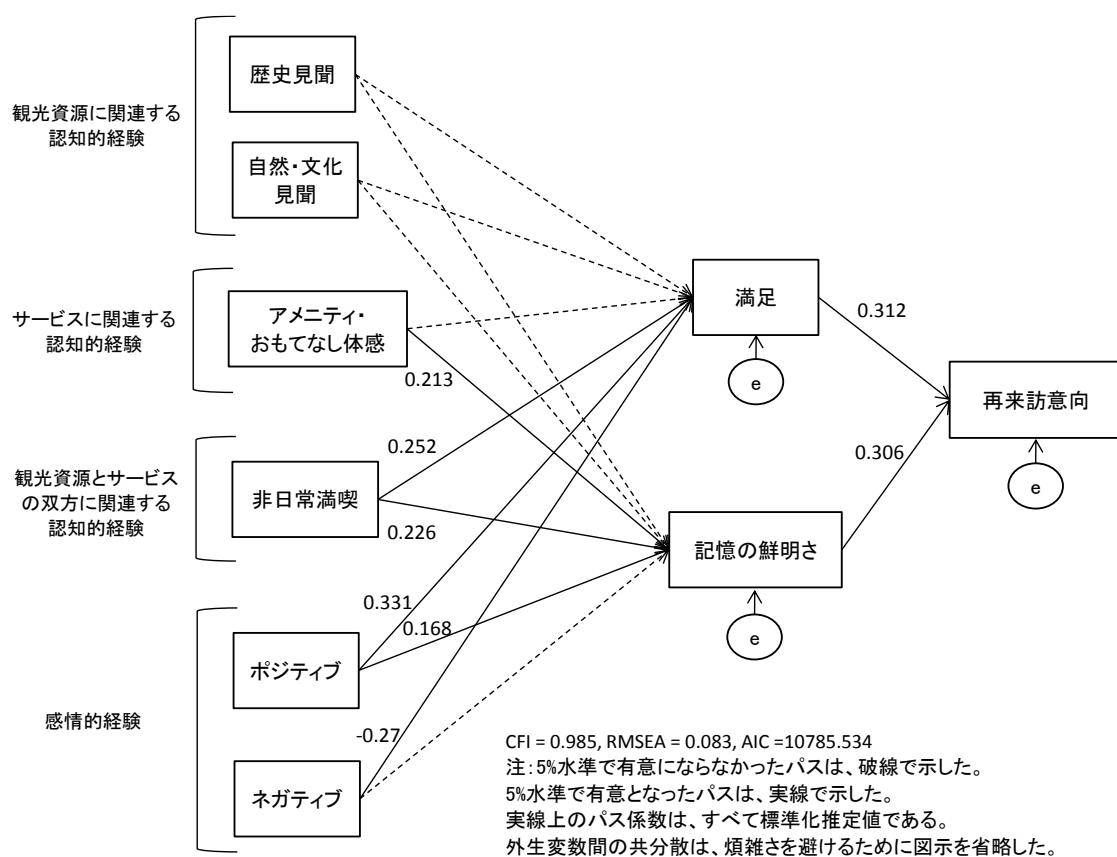 観光資源に関連する
認知的経験
歴史見聞
自然・文化
見聞
サービスに関連する
認知的経験
アメニティ・
おもてなし体感
0.213
観光資源とサービス
の双方に関連する
認知的経験
非日常満喫
0.252
0.226
感情的経験
ポジティブ
0.331
0.168
ネガティブ
-0.27
満足
e
0.312
記憶の鮮明さ
e
0.306
再来訪意向
e
CFI = 0.985, RMSEA = 0.083, AIC =10785.534
注:5%水準で有意にならなかったパスは、破線で示した。
5%水準で有意となったパスは、実線で示した。
実線上のパス係数は、すべて標準化推定値である。
外生変数間の共分散は、煩雑さを避けるために図示を省略した。